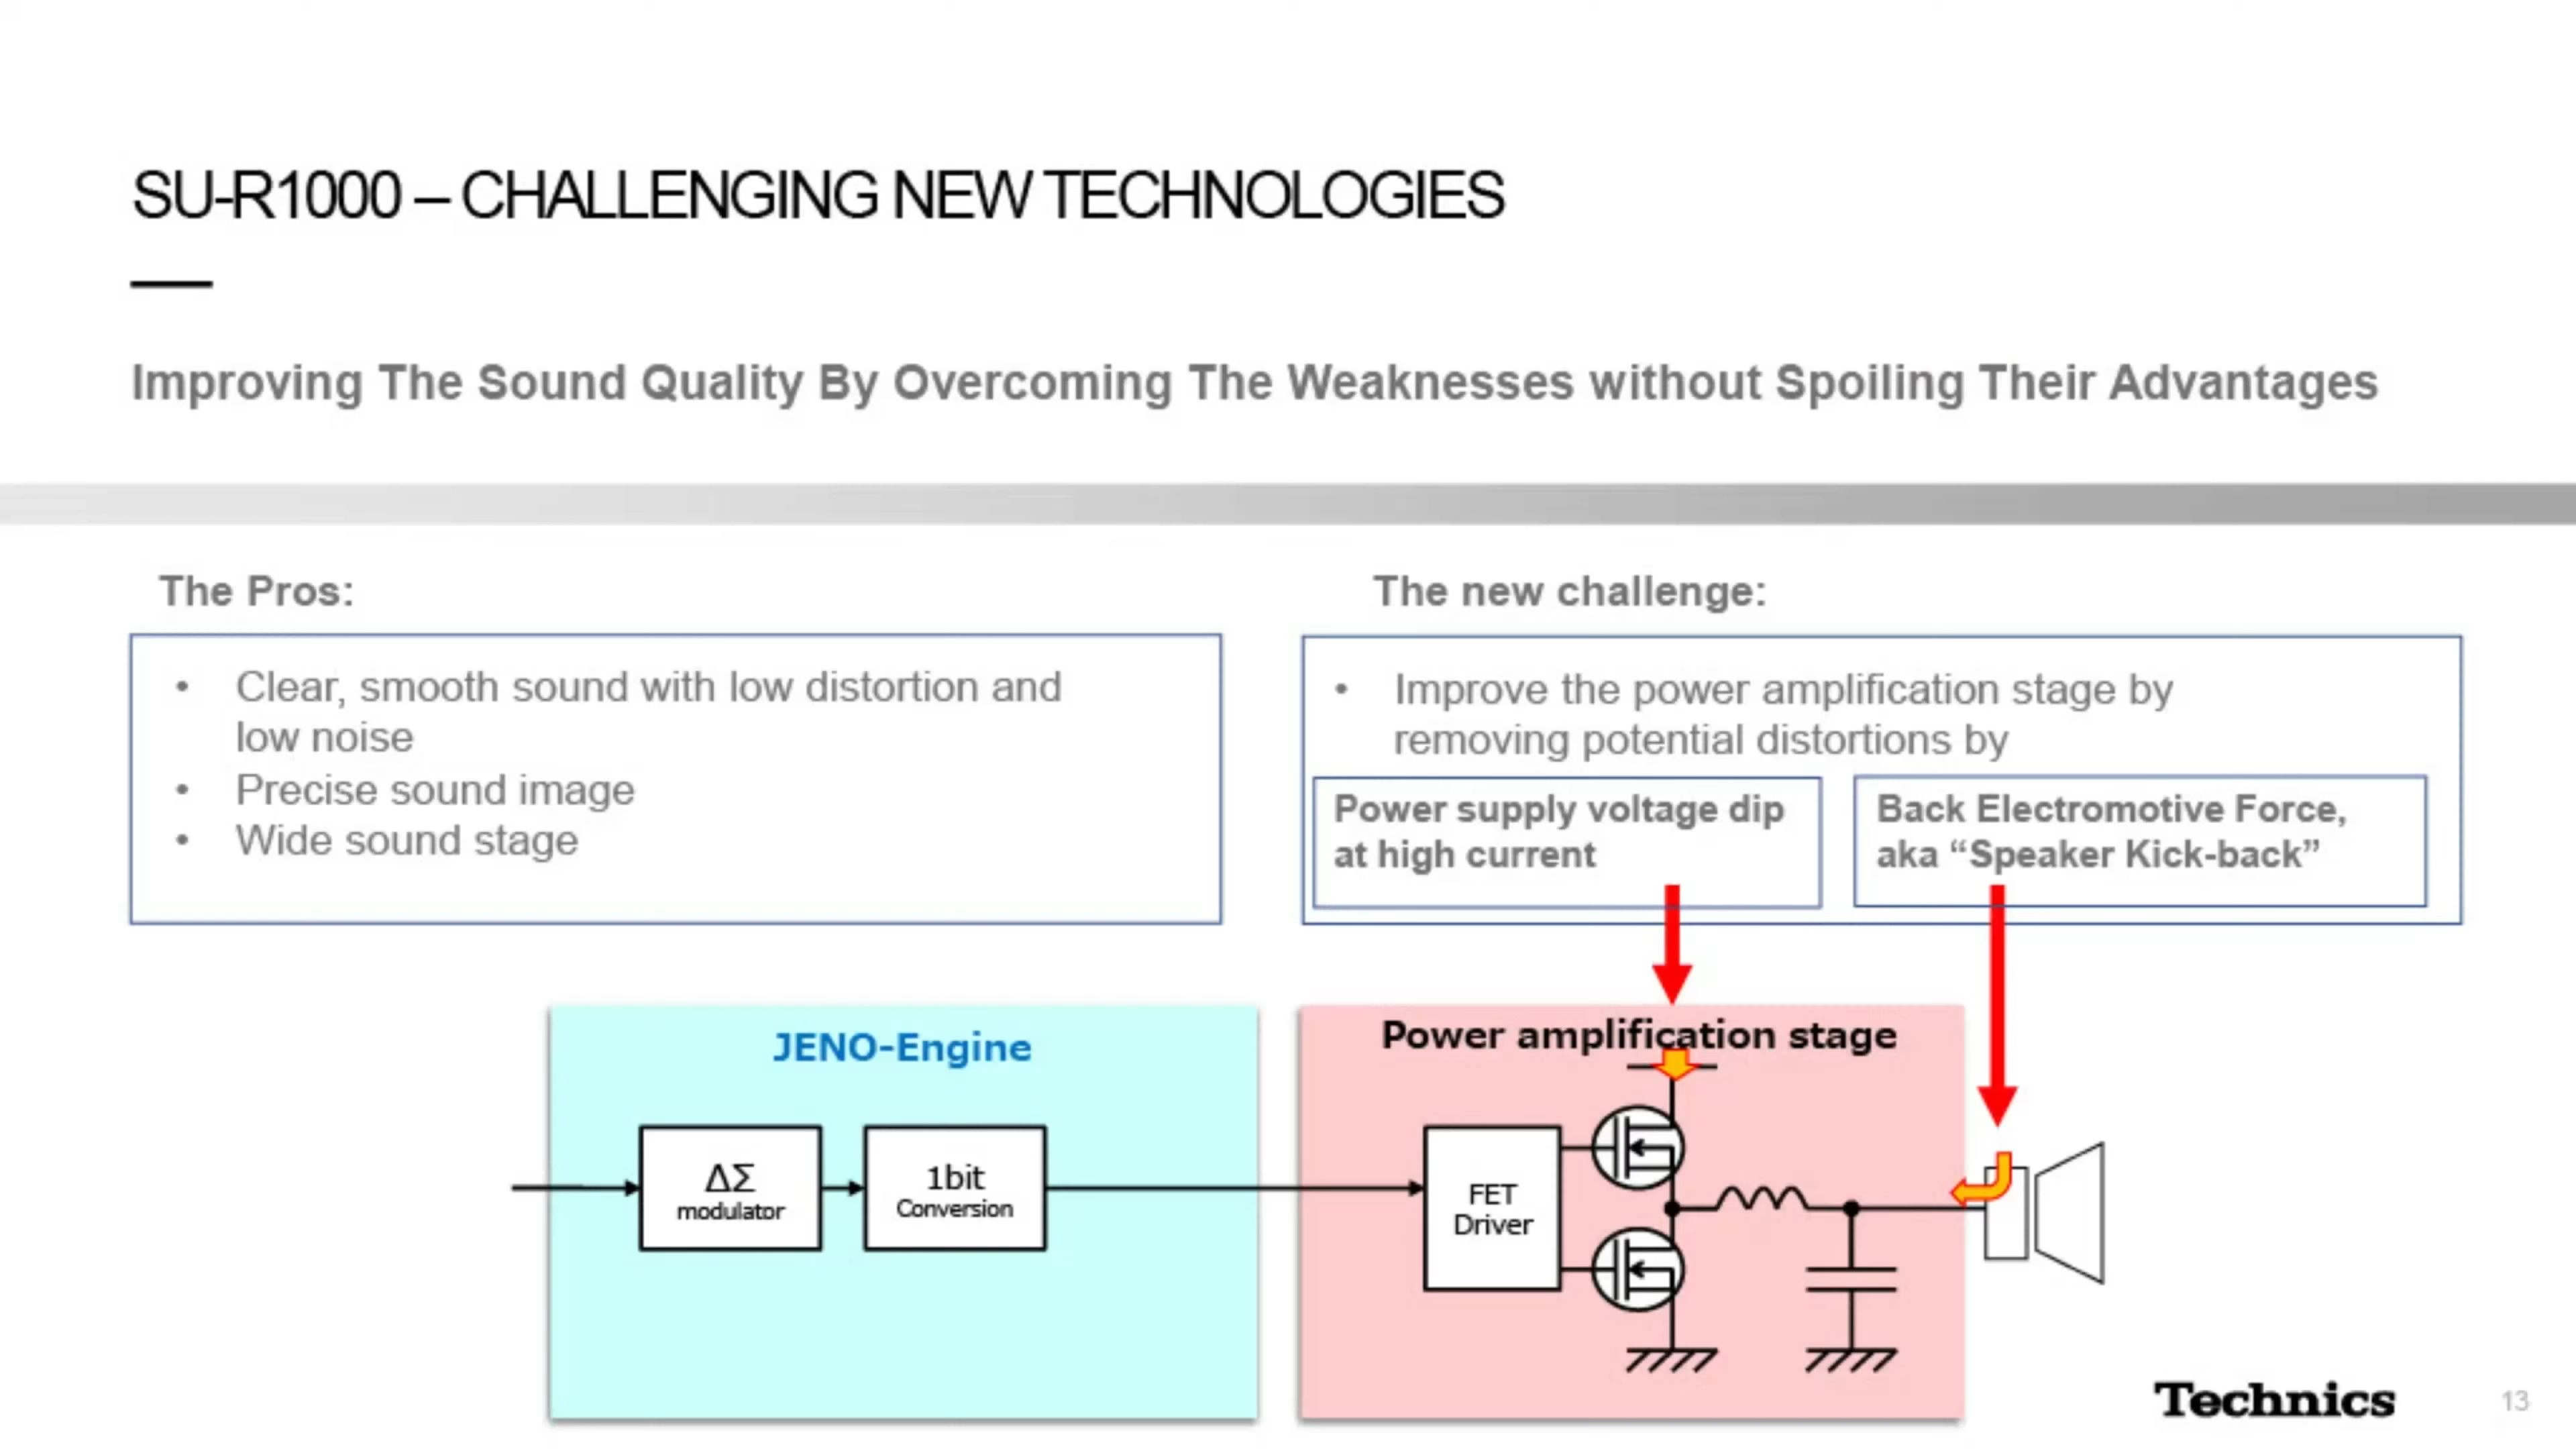 SU-R1000 – CHALLENGING NEW TECHNOLOGIES
Improving The Sound Quality By Overcoming The Weaknesses without Spoiling Their Advantages
The Pros:
• Clear, smooth sound with low distortion and
low noise
• Precise sound image
• Wide sound stage
The new challenge:
• Improve the power amplification stage by
removing potential distortions by
Power supply voltage dip
at high current
Back Electromotive Force,
aka “Speaker Kick-back”
JENO-Engine
ΔΣ
modulator
1bit
Conversion
Power amplification stage
FET
Driver
Technics
13